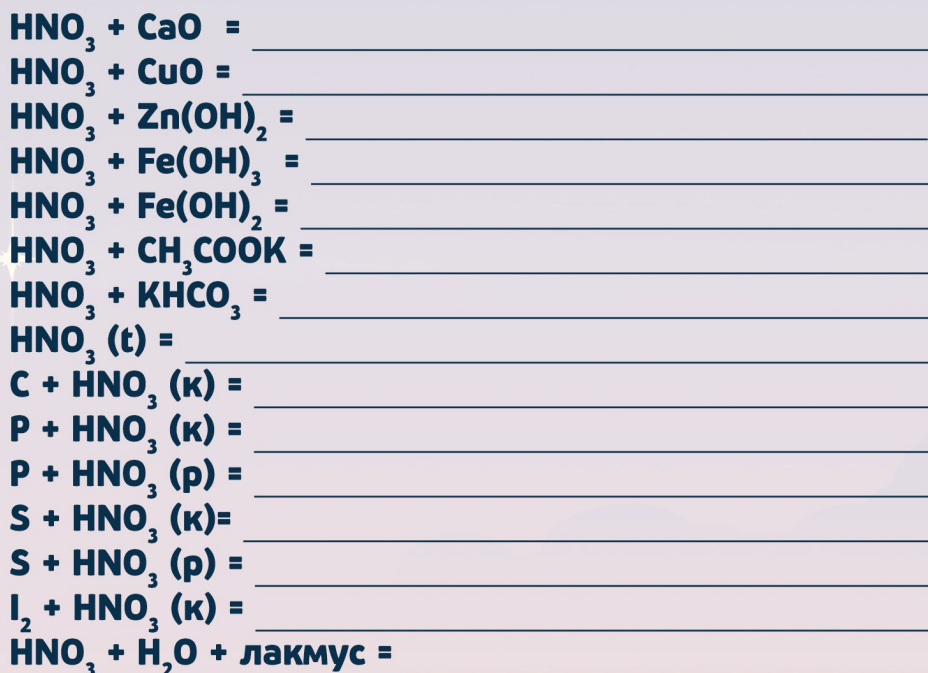 HNO₃ + CaO =
HNO₃ + CuO =
HNO₃ + Zn(OH)₂ =
HNO₃ + Fe(OH)₃ =
HNO₃ + Fe(OH)₂ =
HNO₃ + CH₃COOK =
HNO₃ + KHCO₃ =
HNO₃ (t) =
C + HNO₃ (к) =
P + HNO₃ (к) =
P + HNO₃ (р) =
S + HNO₃ (к)=
S + HNO₃ (р) =
I₂ + HNO₃ (к) =
HNO₃ + H₂O + лакмус =